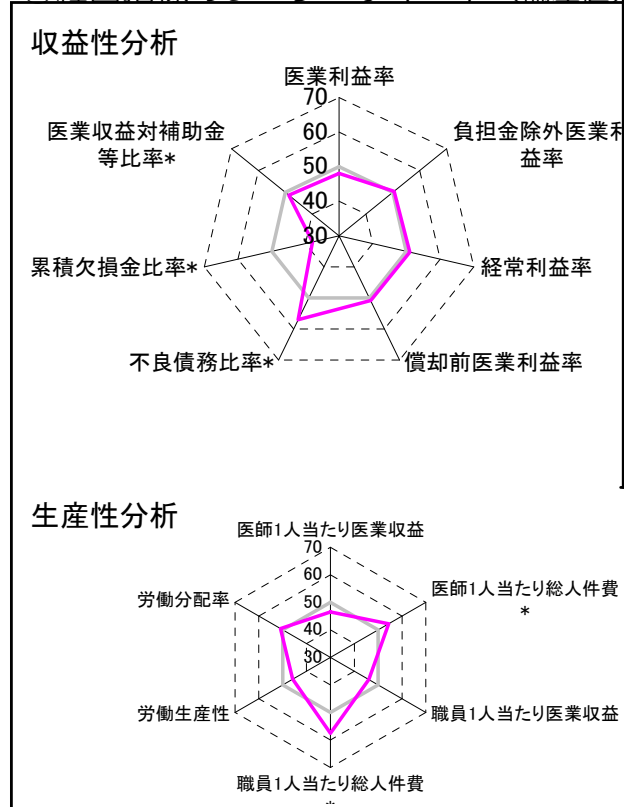 収益性分析
医業利益率
70
60
50
40
30
医業収益対補助金
等比率*
負担金除外医業利
益率
累積欠損金比率*
経常利益率
不良債務比率*
償却前医業利益率
生産性分析
医師1人当たり医業収益
70
60
50
40
30
医師1人当たり総人件費
*
労働分配率
労働生産性
職員1人当たり医業収益
職員1人当たり総人件費
*